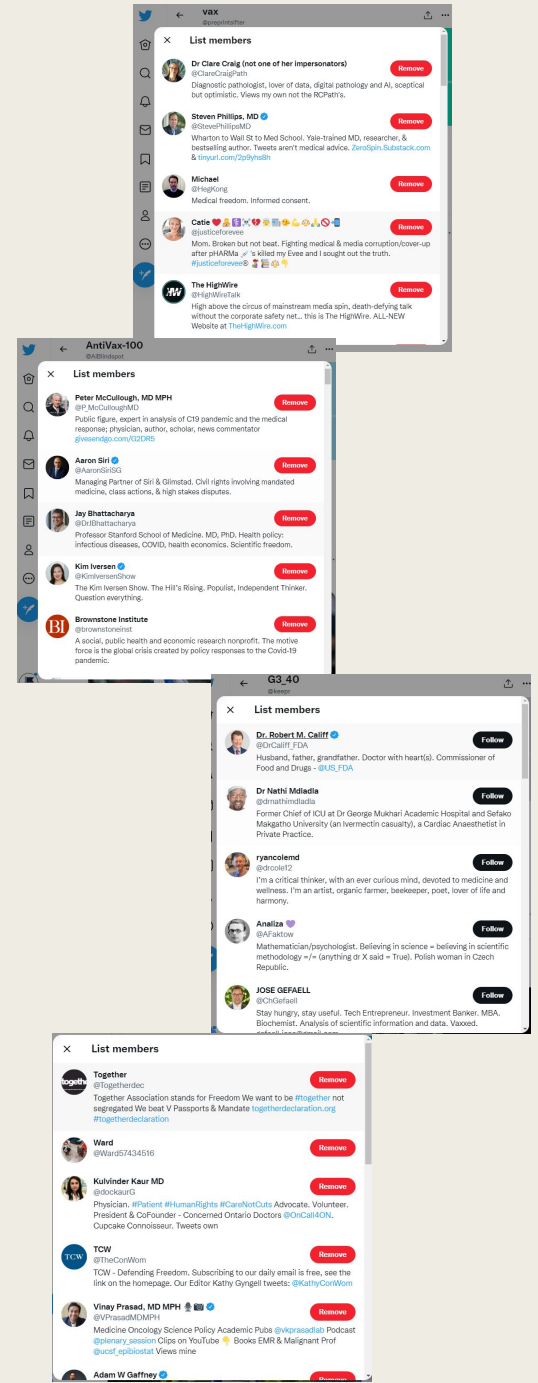 vax
@preprintsifter
List members
Dr Clare Craig (not one of her impersonators)
@ClareCraigPath
Remove
Diagnostic pathologist, lover of data, digital pathology and AI, sceptical
but optimistic. Views my own not the RCPath's.
Steven Phillips, MD
@StevePhillipsMD
Remove
Wharton to Wall St to Med School. Yale-trained MD, researcher, &
bestselling author. Tweets aren't medical advice. ZeroSpin.Substack.com
& tinyurl.com/2p9yhs8h
Michael
@HegKong
Remove
Medical freedom. Informed consent.
Catie
@justiceforevee
Remove
Mom. Broken but not beat. Fighting medical & media corruption/cover-up
after pHARMa 's killed my Evee and I sought out the truth.
#justiceforevee®
The HighWire
@HighWireTalk
Remove
High above the circus of mainstream media spin, death-defying talk
without the corporate safety net... this is The HighWire. ALL-NEW
Website at TheHighWire.com
AntiVax-100
@AIBlindspot
List members
Peter McCullough, MD MPH
@P_McCulloughMD
Remove
Public figure, expert in analysis of C19 pandemic and the medical
response; physician, author, scholar, news commentator
givesendgo.com/G2DR5
Aaron Siri
@AaronSiriSG
Remove
Managing Partner of Siri & Glimstad. Civil rights involving mandated
medicine, class actions, & high stakes disputes.
Jay Bhattacharya
@DrJBhattacharya
Remove
Professor Stanford School of Medicine. MD, PhD. Health policy:
infectious diseases, COVID, health economics. Scientific freedom.
Kim Iversen
@KimIversenShow
Remove
The Kim Iversen Show. The Hill's Rising. Populist, Independent Thinker.
Question everything.
BI
Brownstone Institute
@brownstoneinst
Remove
A social, public health and economic research nonprofit. The motive
force is the global crisis created by policy responses to the Covid-19
pandemic.
G3_40
@keepr
List members
Dr. Robert M. Califf
@DrCaliff_FDA
Follow
Husband, father, grandfather. Doctor with heart(s). Commissioner of
Food and Drugs - @US_FDA
Dr Nathi Mdladla
@drnathimdladla
Follow
Former Chief of ICU at Dr George Mukhari Academic Hospital and Sefako
Makgatho University (an Ivermectin casualty), a Cardiac Anaesthetist in
Private Practice.
ryancolemd
@drcole12
Follow
I'm a critical thinker, with an ever curious mind, devoted to medicine and
wellness. I'm an artist, organic farmer, beekeeper, poet, lover of life and
harmony.
Analiza
@AFaktow
Follow
Mathematician/psychologist. Believing in science = believing in scientific
methodology =/= (anything dr X said = True). Polish woman in Czech
Republic.
JOSE GEFAELL
@ChGefaell
Follow
Stay hungry, stay useful. Tech Entrepreneur. Investment Banker. MBA.
Biochemist. Analysis of scientific information and data. Vaxxed.
List members
Together
@Togetherdec
Remove
Together Association stands for Freedom We want to be #together not
segregated We beat V Passports & Mandate togetherdeclaration.org
#togetherdeclaration
Ward
@Ward57434516
Remove
Kulvinder Kaur MD
@dockaurG
Remove
Physician. #Patient #HumanRights #CareNotCuts Advocate. Volunteer.
President & CoFounder - Concerned Ontario Doctors @OnCall4ON.
Cupcake Connoisseur. Tweets own
TCW
TCW
@TheConWom
Remove
TCW - Defending Freedom. Subscribing to our daily email is free, see the
link on the homepage. Our Editor Kathy Gyngell tweets: @KathyConWom
Vinay Prasad, MD MPH
@VPrasadMDMPH
Remove
Medicine Oncology Science Policy Academic Pubs @vkprasadlab Podcast
@plenary_session Clips on YouTube Books EMR & Malignant Prof
@ucsf_epibiostat Views mine
Adam W Gaffney
Remove